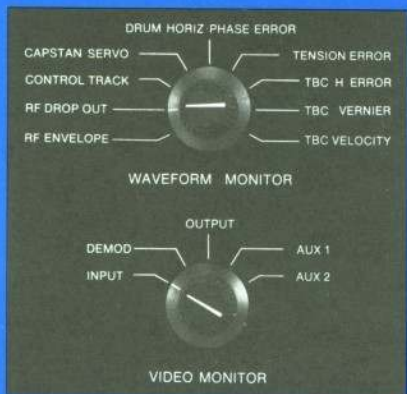 DRUM HORIZ PHASE ERROR
CAPSTAN SERVO
TENSION ERROR
CONTROL TRACK
TBC H ERROR
RF DROP OUT
TBC VERNIER
RF ENVELOPE
TBC VELOCITY
WAVEFORM MONITOR
OUTPUT
DEMOD
AUX 1
INPUT
AUX 2
VIDEO MONITOR